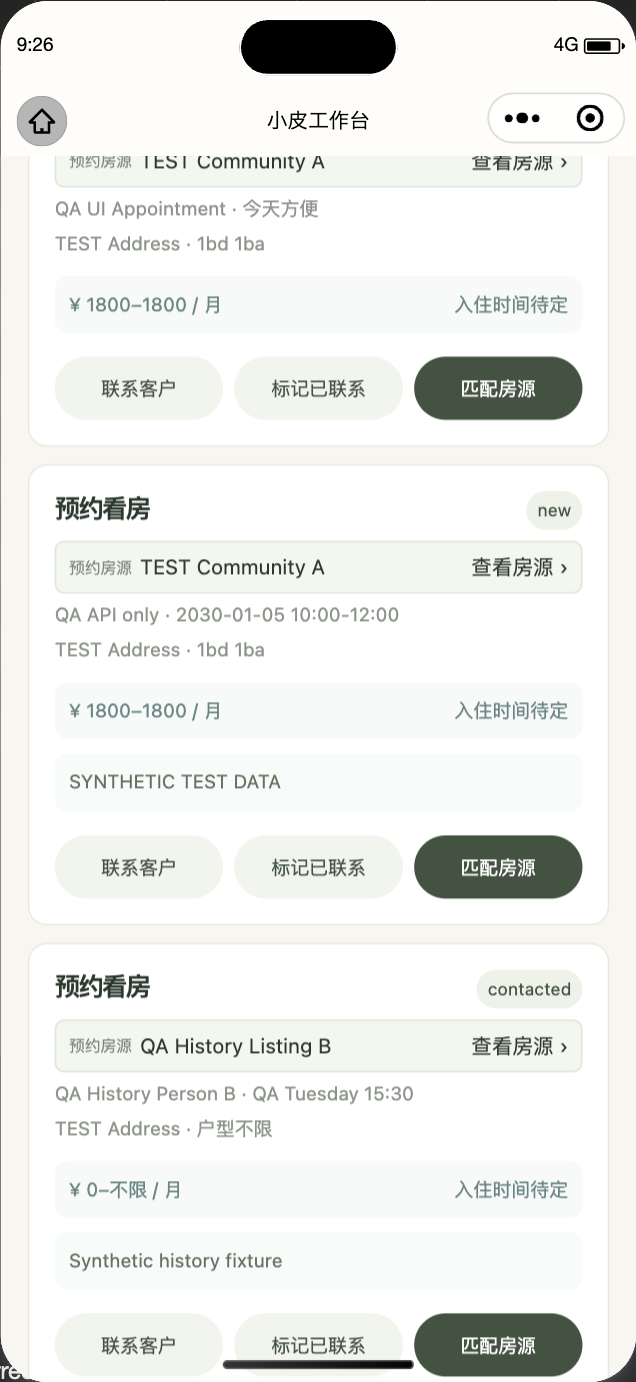 9:26
4G
小皮工作台
预约房源 TEST Community A 查看房源 ›
QA UI Appointment · 今天方便
TEST Address · 1bd 1ba
¥ 1800–1800 / 月 入住时间待定
联系客户 标记已联系 匹配房源
预约看房 new
预约房源 TEST Community A 查看房源 ›
QA API only · 2030-01-05 10:00-12:00
TEST Address · 1bd 1ba
¥ 1800–1800 / 月 入住时间待定
SYNTHETIC TEST DATA
联系客户 标记已联系 匹配房源
预约看房 contacted
预约房源 QA History Listing B 查看房源 ›
QA History Person B · QA Tuesday 15:30
TEST Address · 户型不限
¥ 0–不限 / 月 入住时间待定
Synthetic history fixture
联系客户 标记已联系 匹配房源